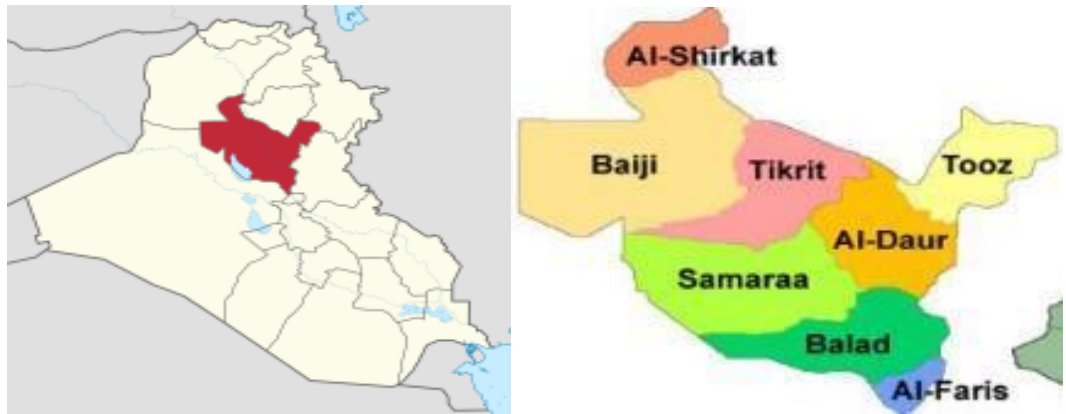 Al-Shirkat
Baiji
Tikrit
Tooz
Al-Daur
Samaraa
Balad
Al-Faris